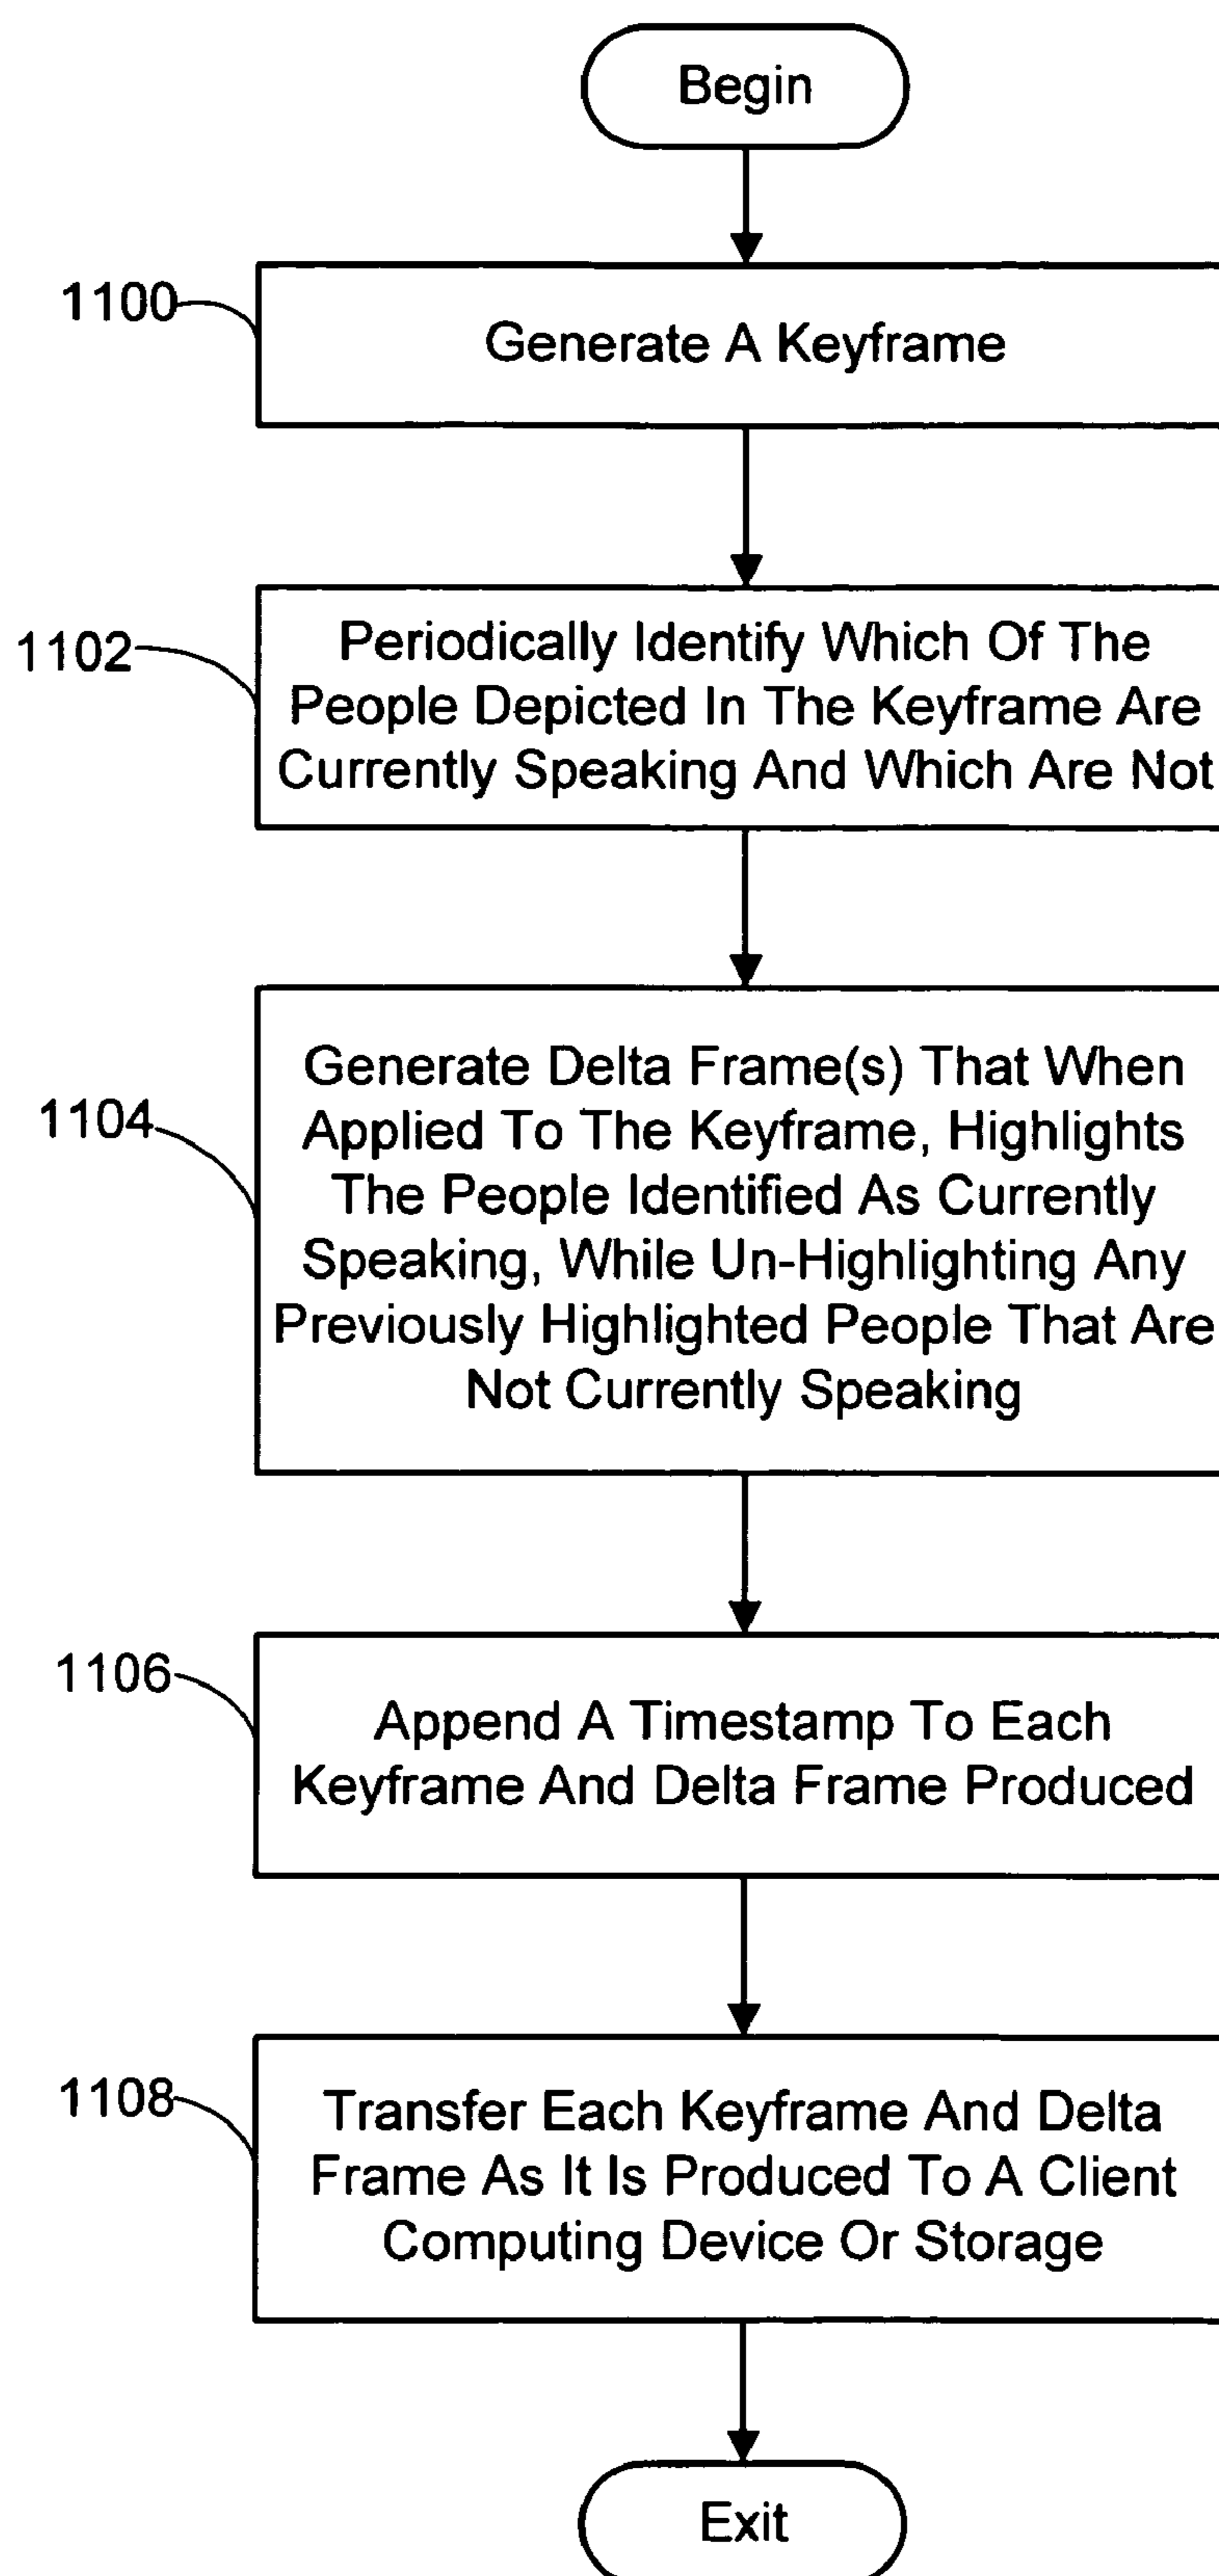 Begin
1100
Generate A Keyframe
1102
Periodically Identify Which Of The
People Depicted In The Keyframe Are
Currently Speaking And Which Are Not
1104
Generate Delta Frame(s) That When
Applied To The Keyframe, Highlights
The People Identified As Currently
Speaking, While Un-Highlighting Any
Previously Highlighted People That Are
Not Currently Speaking
1106
Append A Timestamp To Each
Keyframe And Delta Frame Produced
1108
Transfer Each Keyframe And Delta
Frame As It Is Produced To A Client
Computing Device Or Storage
Exit